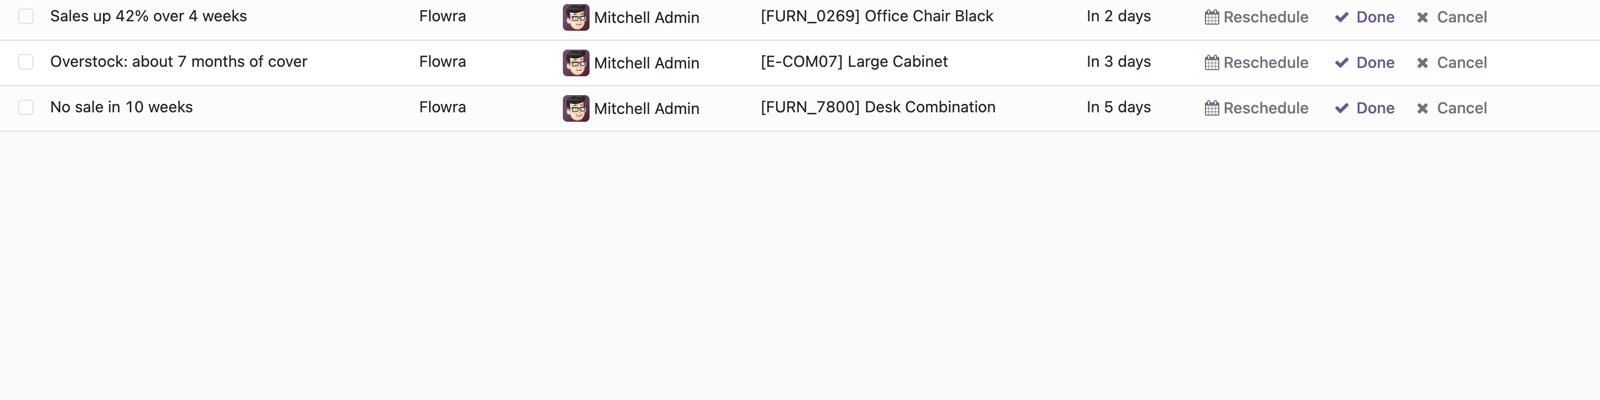 Sales up 42% over 4 weeks Flowra Mitchell Admin [FURN_0269] Office Chair Black In 2 days Reschedule Done Cancel
Overstock: about 7 months of cover Flowra Mitchell Admin [E-COM07] Large Cabinet In 3 days Reschedule Done Cancel
No sale in 10 weeks Flowra Mitchell Admin [FURN_7800] Desk Combination In 5 days Reschedule Done Cancel